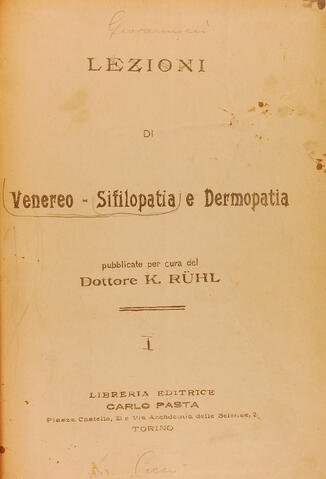 LEZIONI
DI
Venereo - Sifilopatia e Dermopatia
pubblicate per cura del
Dottore K. RÜHL
I
LIBRERIA EDITRICE
CARLO PASTA
Piazza Castello, 21 e Via Accademia delle Scienze, 2
TORINO